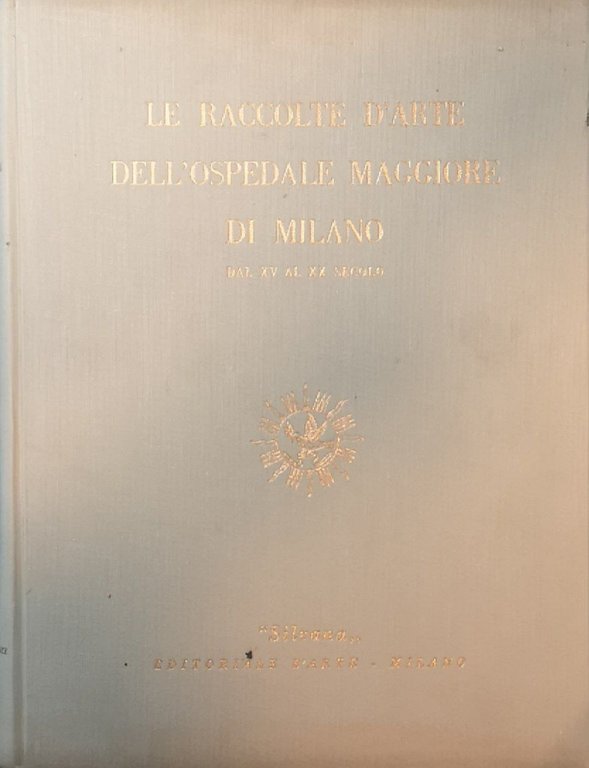 LE RACCOLTE D'ARTE
DELL'OSPEDALE MAGGIORE
DI MILANO
DAL XV AL XX SECOLO
"Silvana„
EDITORIALE D'ARTE - MILANO